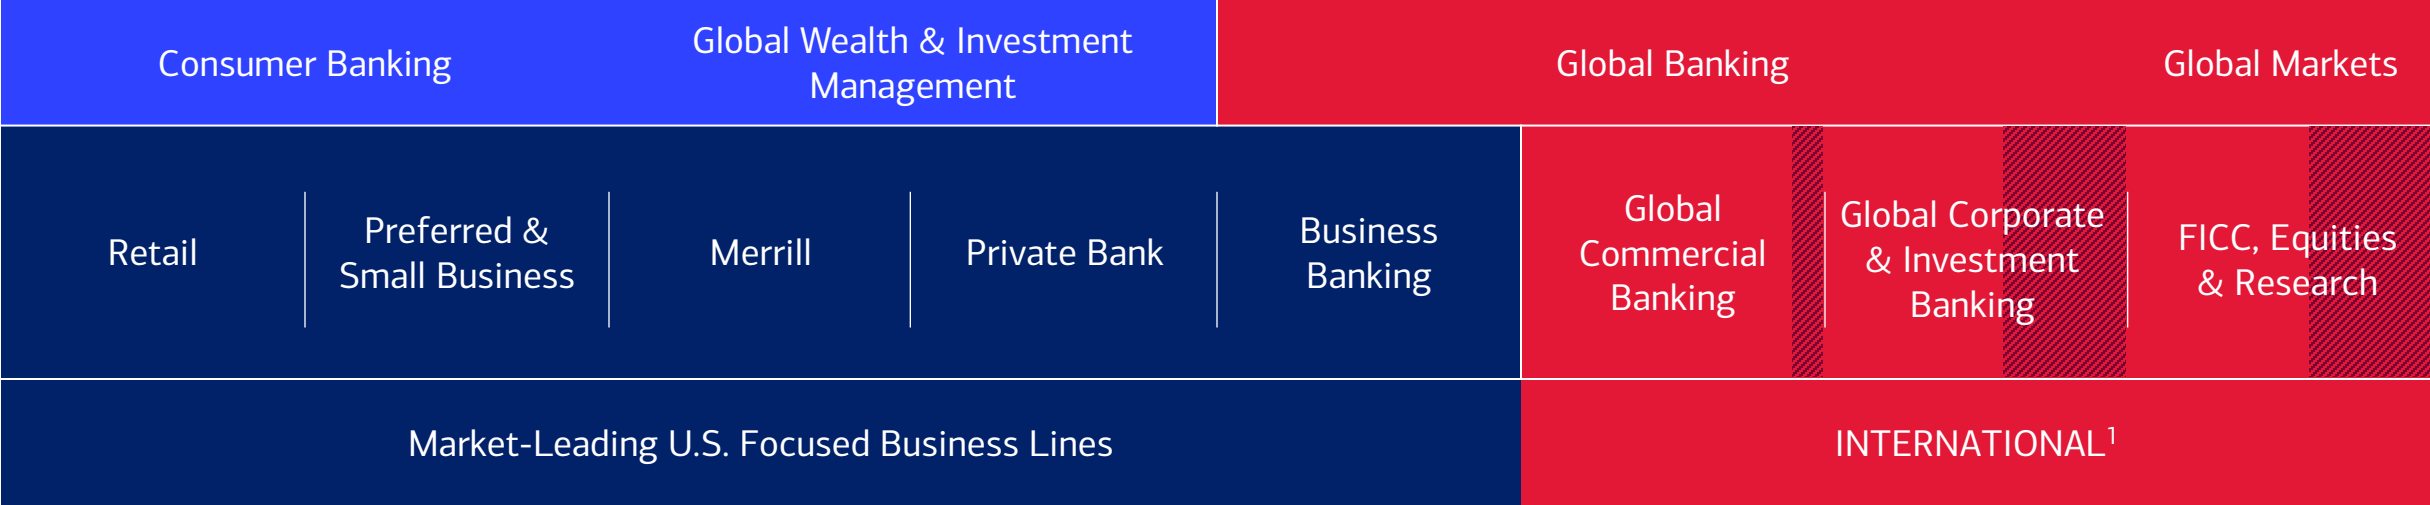 Consumer Banking
Global Wealth & Investment
Management
Global Banking
Global Markets
Retail
Preferred &
Small Business
Merrill
Private Bank
Business
Banking
Global
Commercial
Banking
Global Corporate
& Investment
Banking
FICC, Equities
& Research
Market-Leading U.S. Focused Business Lines
INTERNATIONAL¹